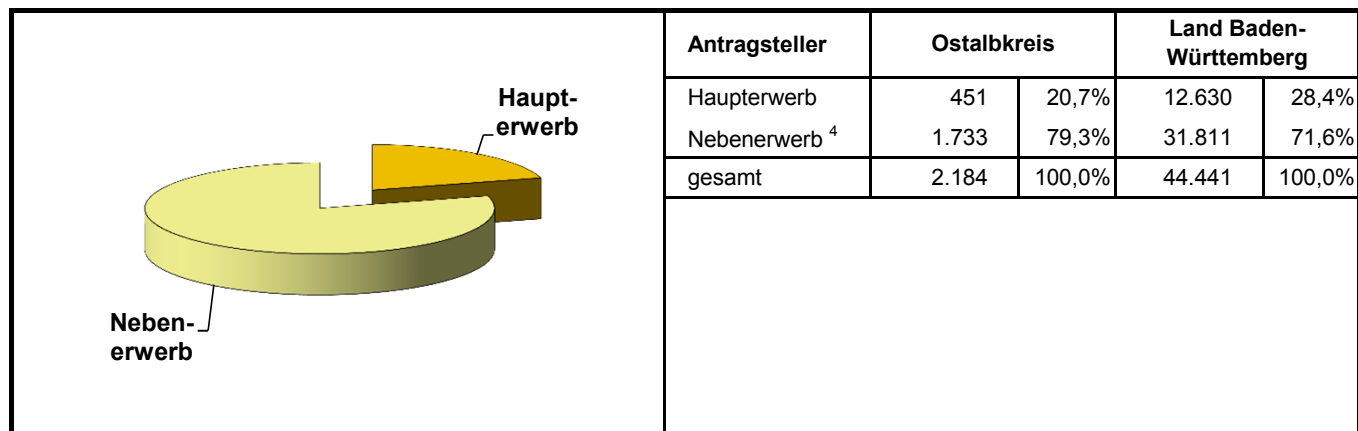 Haupt-
erwerb
Neben-
erwerb
Antragsteller Ostalbkreis Land Baden-
Württemberg
Haupterwerb 451 20,7% 12.630 28,4%
Nebenerwerb ⁴ 1.733 79,3% 31.811 71,6%
gesamt 2.184 100,0% 44.441 100,0%